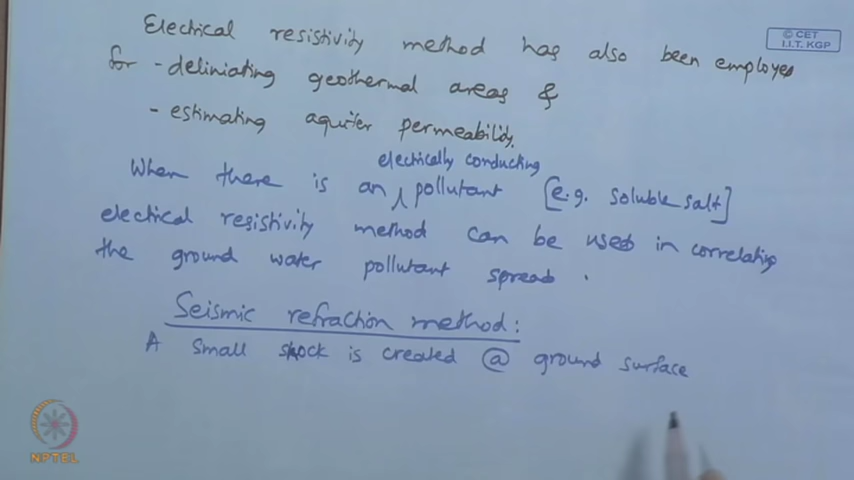 Electrical resistivity method has also been employed
for - deliniating geothermal areas &
- estimating aquifer permeability.
electrically conducting
When there is an pollutant [e.g. soluble salt]
electrical resistivity method can be used in correlating
the ground water pollutant spread.
Seismic refraction method:
A small shock is created @ ground surface
© CET
I.I.T. KGP
NPTEL